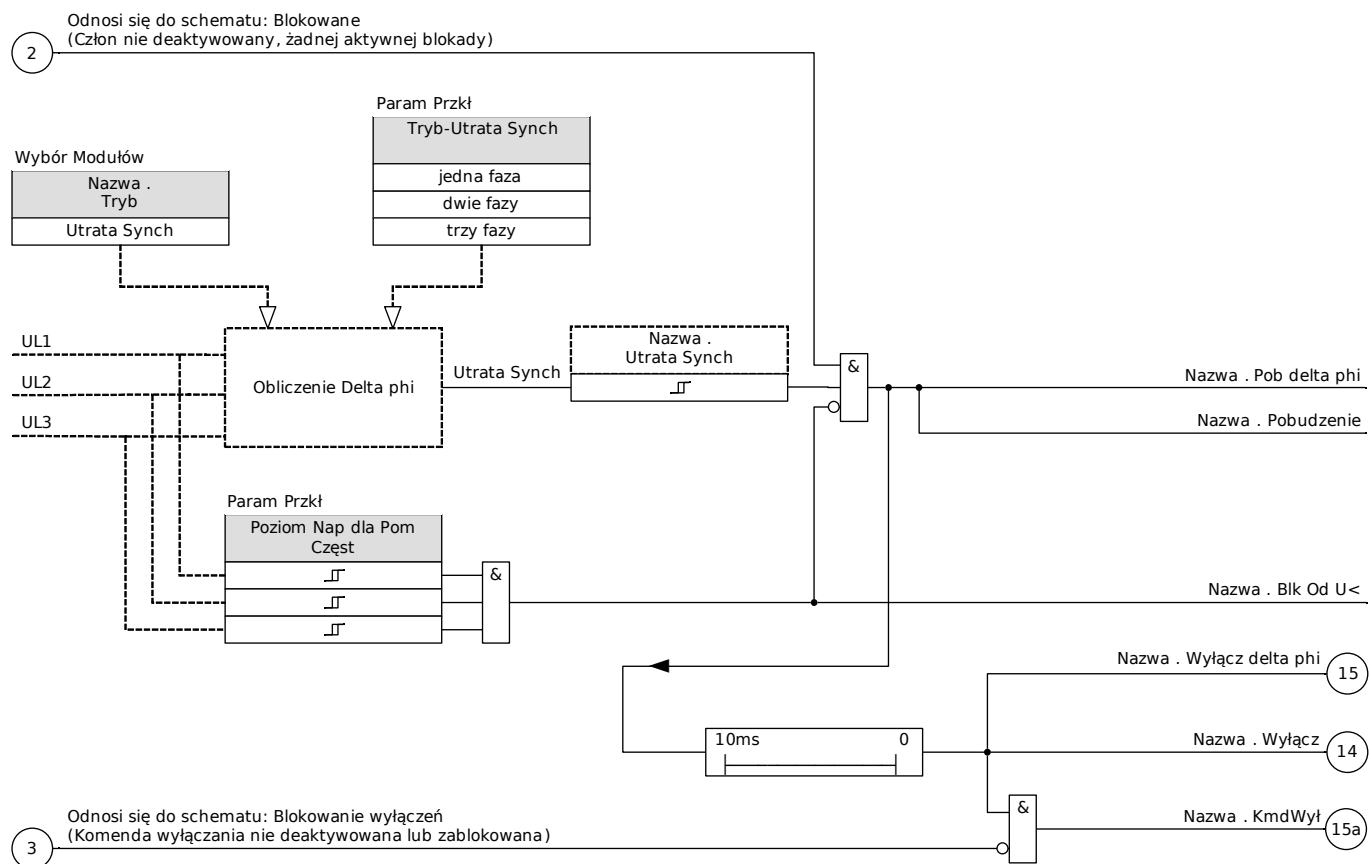 Odnosi się do schematu: Blokowane
(Człon nie deaktywowany, żadnej aktywnej blokady)
2
Param Przkł
Tryb-Utrata Synch
jedna faza
dwie fazy
trzy fazy
Wybór Modułów
Nazwa .
Tryb
Utrata Synch
UL1
UL2
UL3
Obliczenie Delta phi
Utrata Synch
Nazwa .
Utrata Synch
&
Nazwa . Pob delta phi
Nazwa . Pobudzenie
Param Przkł
Poziom Nap dla Pom
Częst
&
Nazwa . Blk Od U<
Nazwa . Wyłącz delta phi
15
10ms 0
Nazwa . Wyłącz
14
Odnosi się do schematu: Blokowanie wyłączeń
(Komenda wyłączania nie deaktywowana lub zablokowana)
3
&
Nazwa . KmdWył
15a